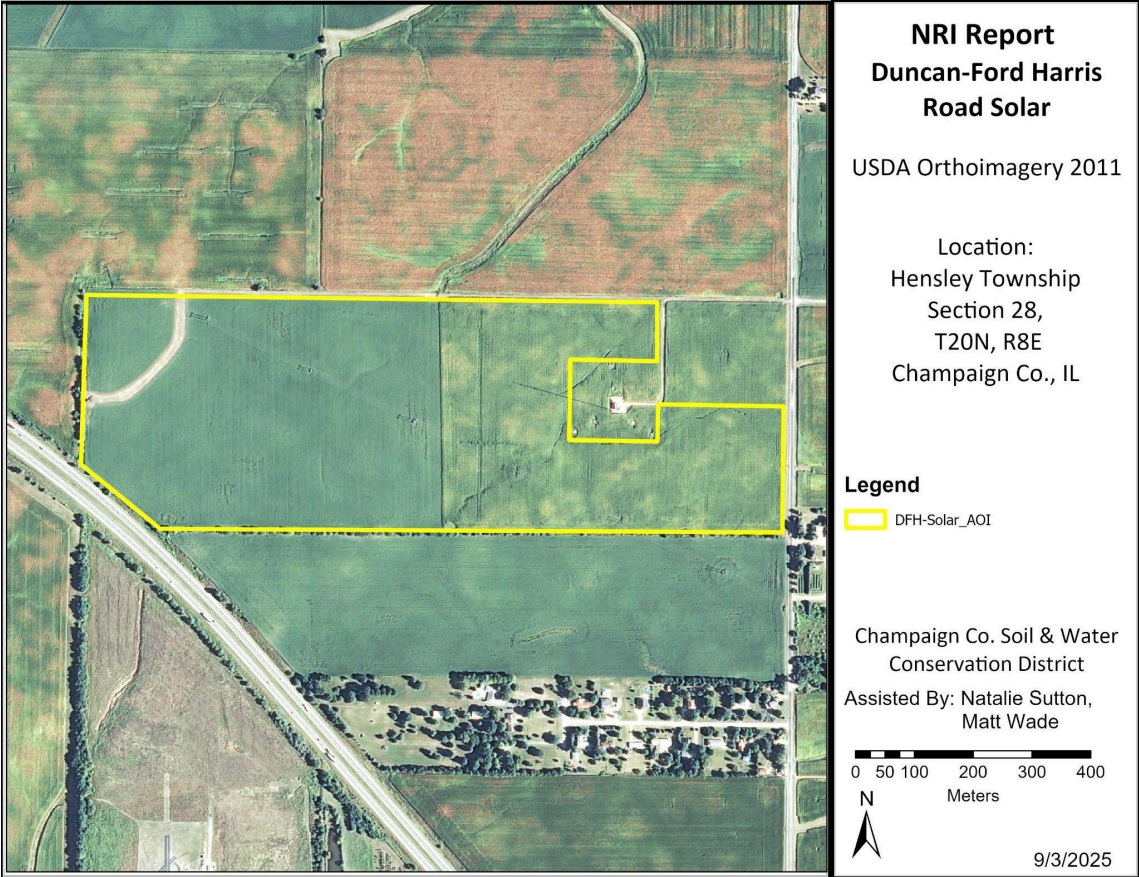 NRI Report
Duncan-Ford Harris
Road Solar
USDA Orthoimagery 2011
Location:
Hensley Township
Section 28,
T20N, R8E
Champaign Co., IL
Legend
DFH-Solar_AOI
Champaign Co. Soil & Water
Conservation District
Assisted By: Natalie Sutton,
Matt Wade
0 50 100 200 300 400
Meters
N
9/3/2025